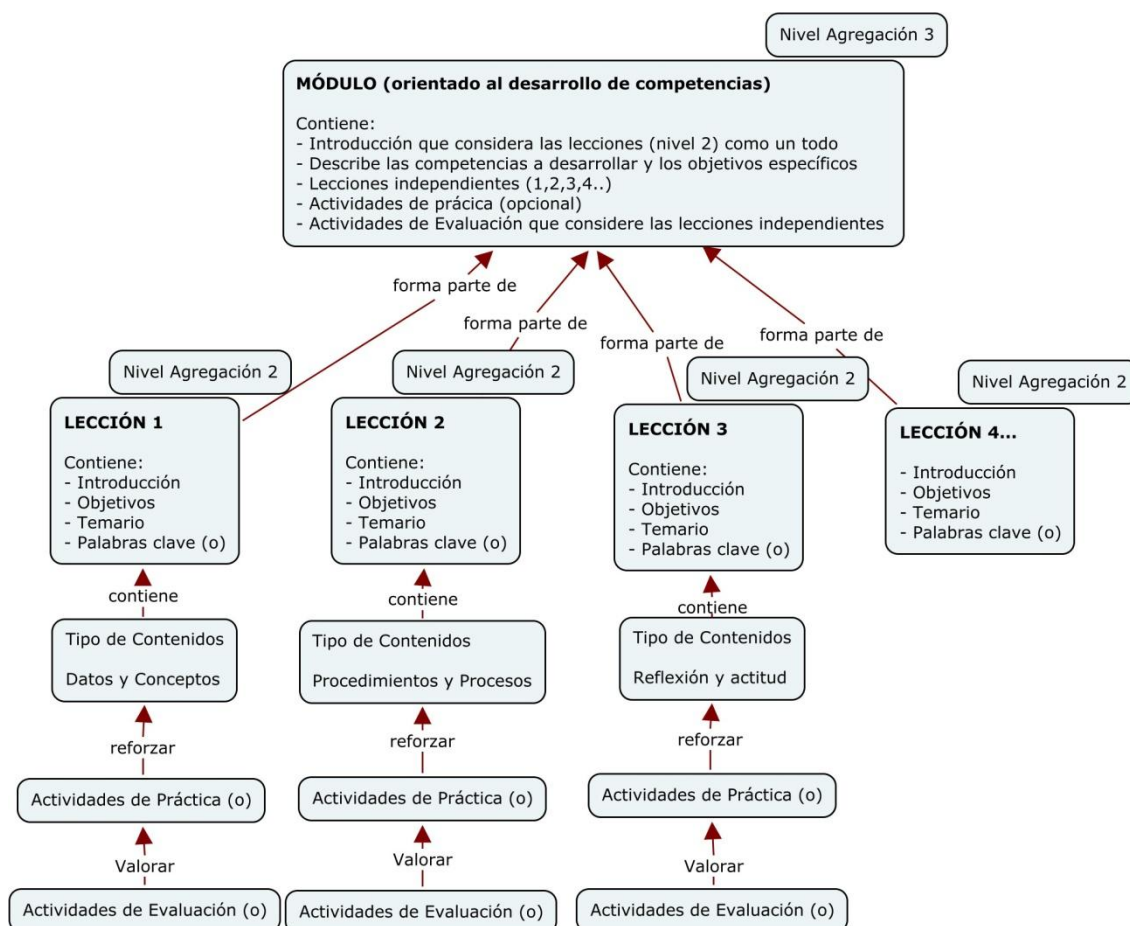 Nivel Agregación 3
MÓDULO (orientado al desarrollo de competencias)
Contiene:
- Introducción que considera las lecciones (nivel 2) como un todo
- Describe las competencias a desarrollar y los objetivos específicos
- Lecciones independientes (1,2,3,4..)
- Actividades de prácica (opcional)
- Actividades de Evaluación que considere las lecciones independientes
forma parte de
forma parte de
forma parte de
forma parte de
Nivel Agregación 2
LECCIÓN 1
Contiene:
- Introducción
- Objetivos
- Temario
- Palabras clave (o)
contiene
Tipo de Contenidos
Datos y Conceptos
reforzar
Actividades de Práctica (o)
Valorar
Actividades de Evaluación (o)
Nivel Agregación 2
LECCIÓN 2
Contiene:
- Introducción
- Objetivos
- Temario
- Palabras clave (o)
contiene
Tipo de Contenidos
Procedimientos y Procesos
reforzar
Actividades de Práctica (o)
Valorar
Actividades de Evaluación (o)
Nivel Agregación 2
LECCIÓN 3
Contiene:
- Introducción
- Objetivos
- Temario
- Palabras clave (o)
contiene
Tipo de Contenidos
Reflexión y actitud
reforzar
Actividades de Práctica (o)
Valorar
Actividades de Evaluación (o)
Nivel Agregación 2
LECCIÓN 4...
- Introducción
- Objetivos
- Temario
- Palabras clave (o)